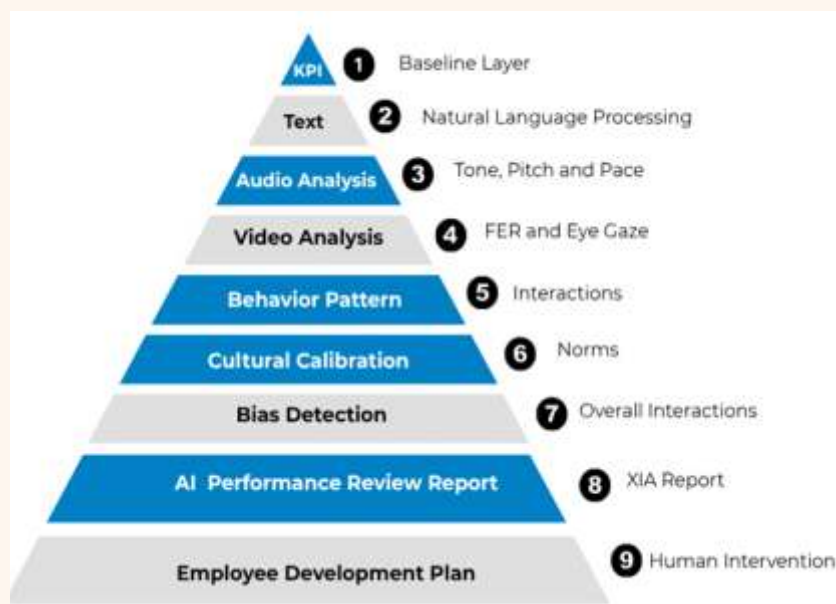 KPI 1 Baseline Layer
Text 2 Natural Language Processing
Audio Analysis 3 Tone, Pitch and Pace
Video Analysis 4 FER and Eye Gaze
Behavior Pattern 5 Interactions
Cultural Calibration 6 Norms
Bias Detection 7 Overall Interactions
AI Performance Review Report 8 XIA Report
Employee Development Plan 9 Human Intervention